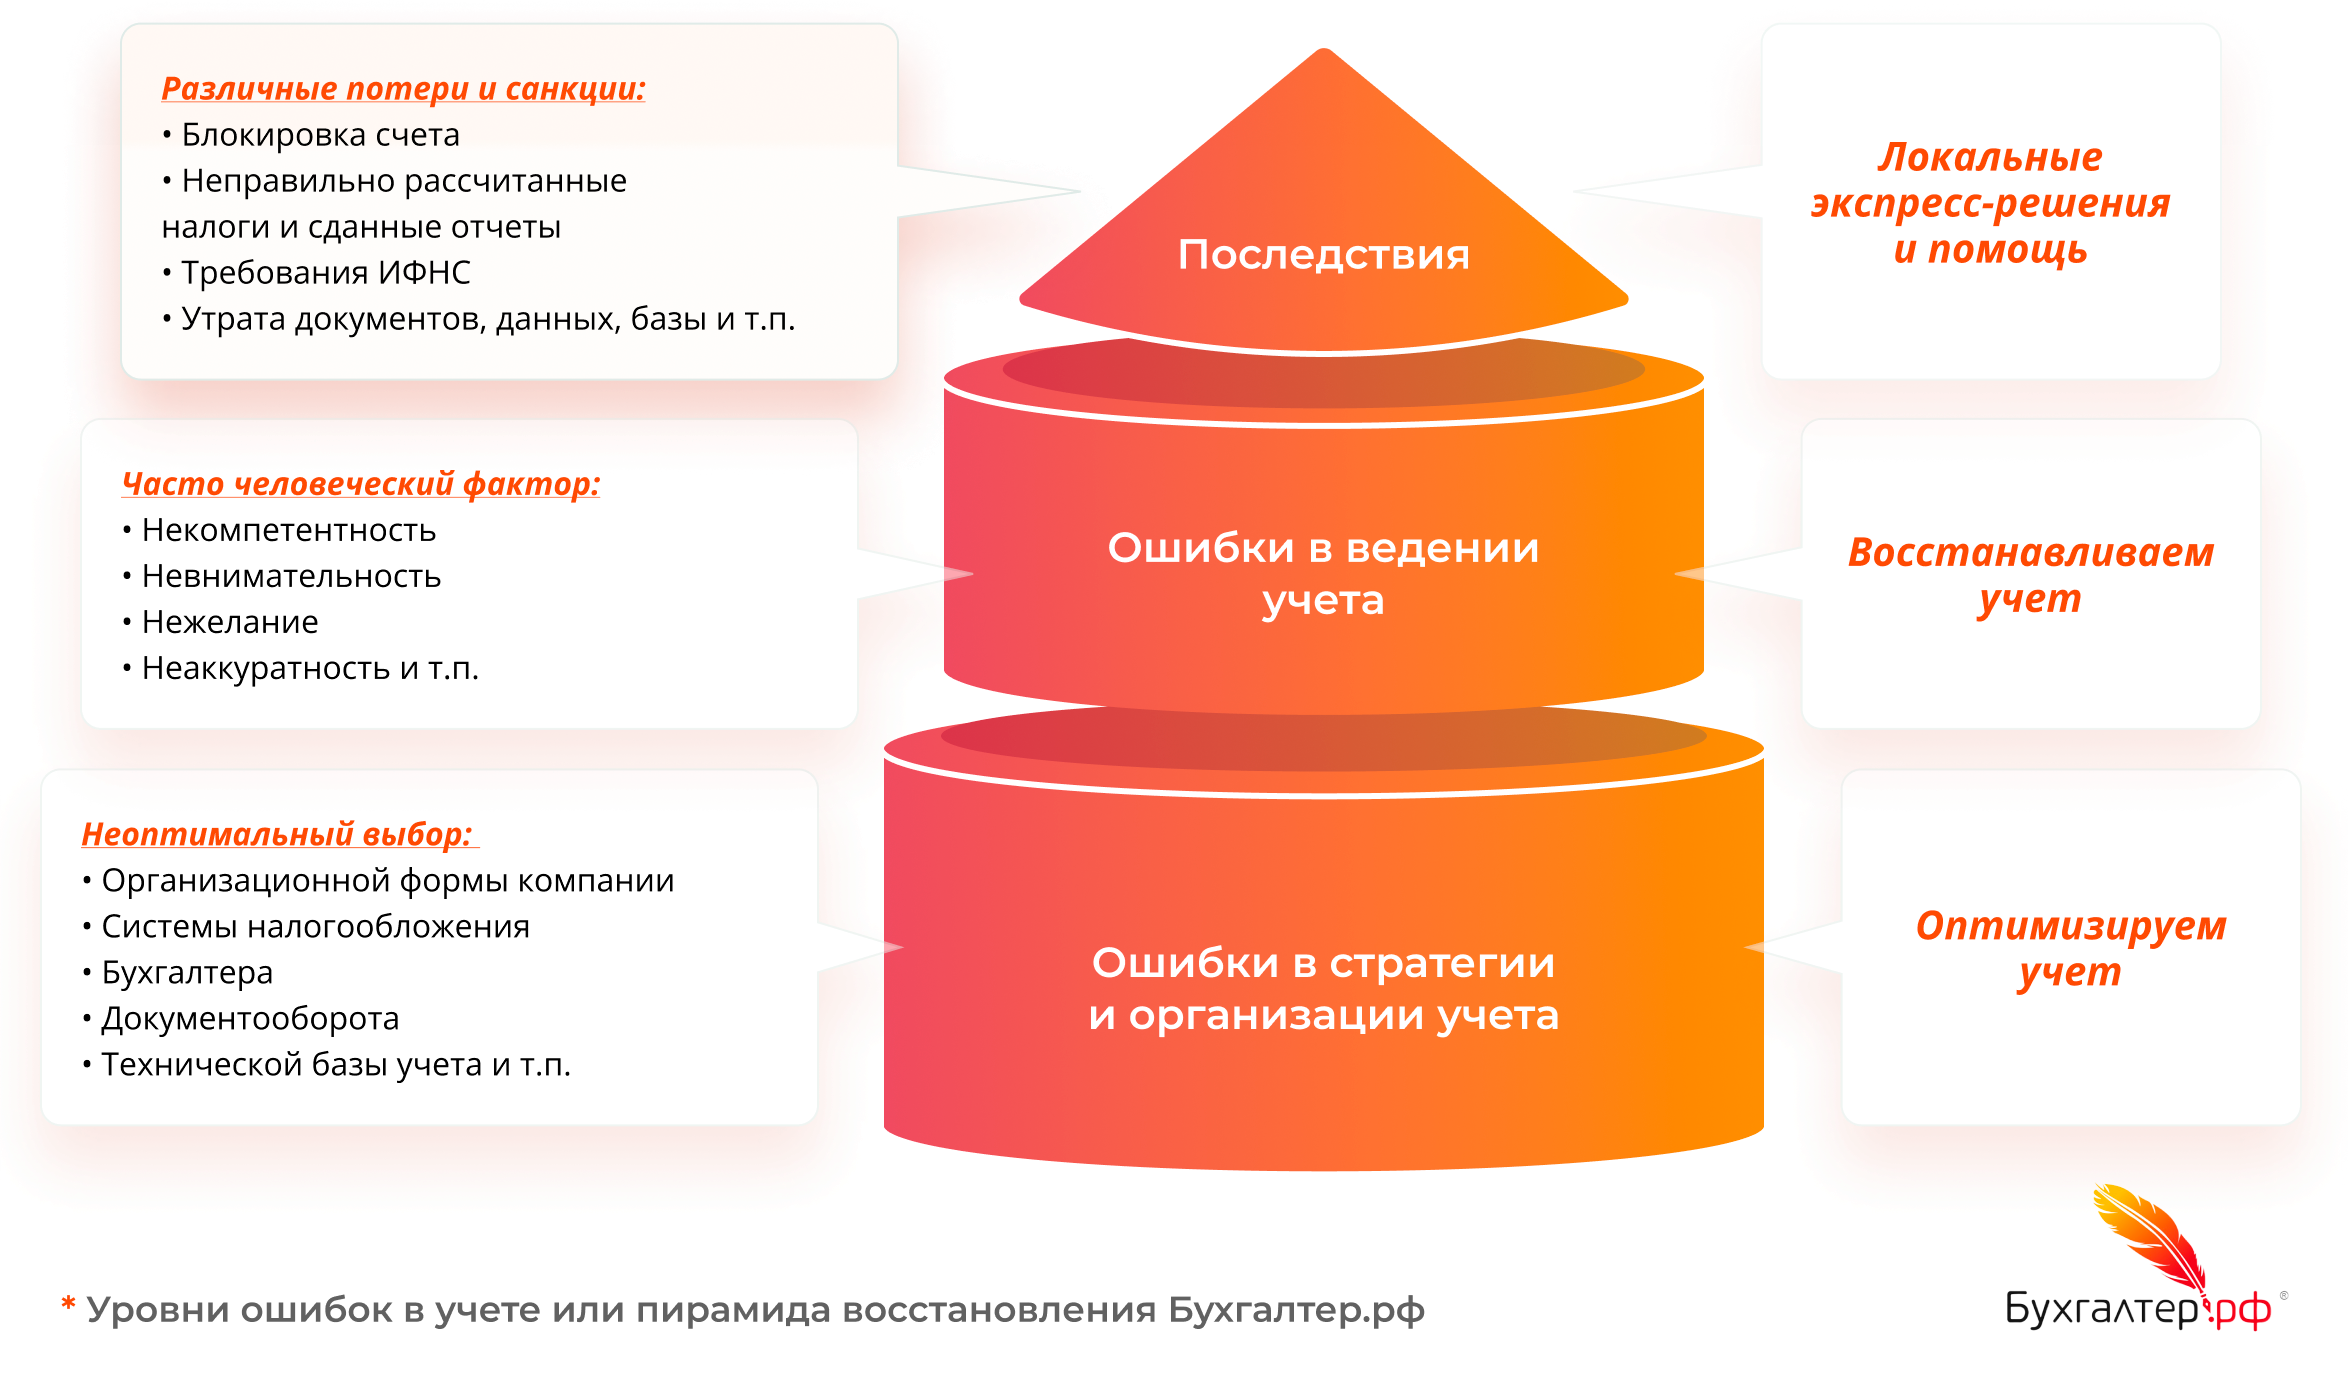 Различные потери и санкции:
• Блокировка счета
• Неправильно рассчитанные
налоги и сданные отчеты
• Требования ИФНС
• Утрата документов, данных, базы и т.п.
Последствия
Локальные
экспресс-решения
и помощь
Часто человеческий фактор:
• Некомпетентность
• Невнимательность
• Нежелание
• Неаккуратность и т.п.
Ошибки в ведении
учета
Восстанавливаем
учет
Неоптимальный выбор:
• Организационной формы компании
• Системы налогообложения
• Бухгалтера
• Документооборота
• Технической базы учета и т.п.
Ошибки в стратегии
и организации учета
Оптимизируем
учет
* Уровни ошибок в учете или пирамида восстановления Бухгалтер.рф
Бухгалтер.рф ®